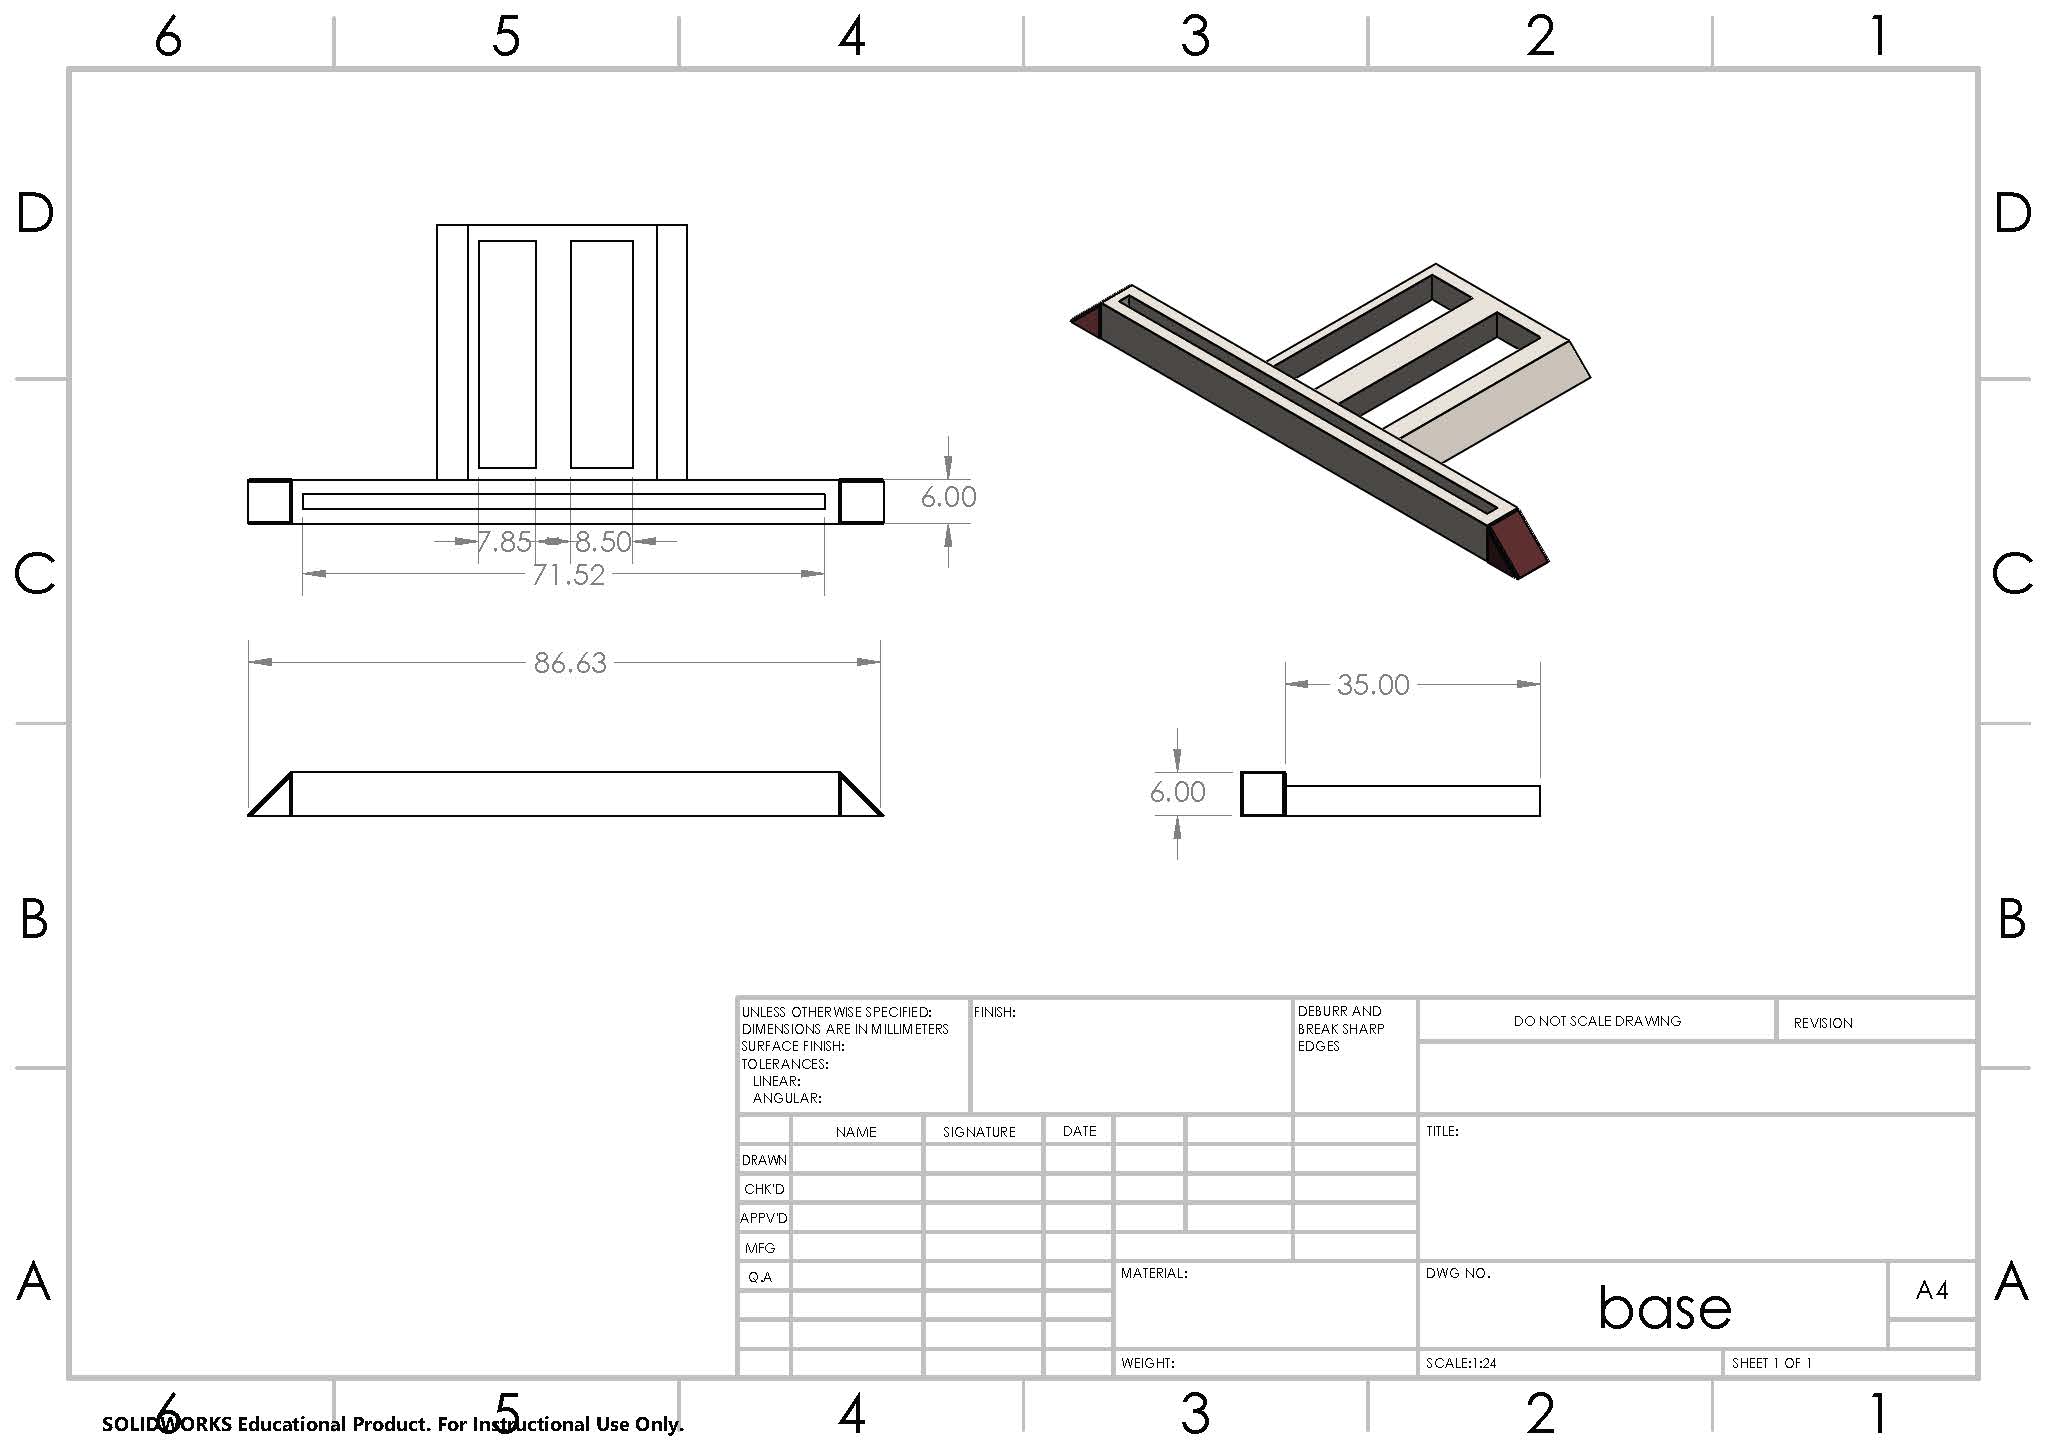 6 5 4 3 2 1
D D
6.00
7.85 8.50
C C
71.52
86.63
35.00
6.00
B B
UNLESS OTHERWISE SPECIFIED:
DIMENSIONS ARE IN MILLIMETERS
SURFACE FINISH:
TOLERANCES:
LINEAR:
ANGULAR:
FINISH:
DEBURR AND
BREAK SHARP
EDGES
DO NOT SCALE DRAWING
REVISION
NAME SIGNATURE DATE
DRAWN
CHK'D
APPV'D
MFG
Q.A
TITLE:
MATERIAL:
DWG NO.
base
A4
A A
WEIGHT:
SCALE:1:24
SHEET 1 OF 1
6 5 4 3 2 1
SOLIDWORKS Educational Product. For Instructional Use Only.